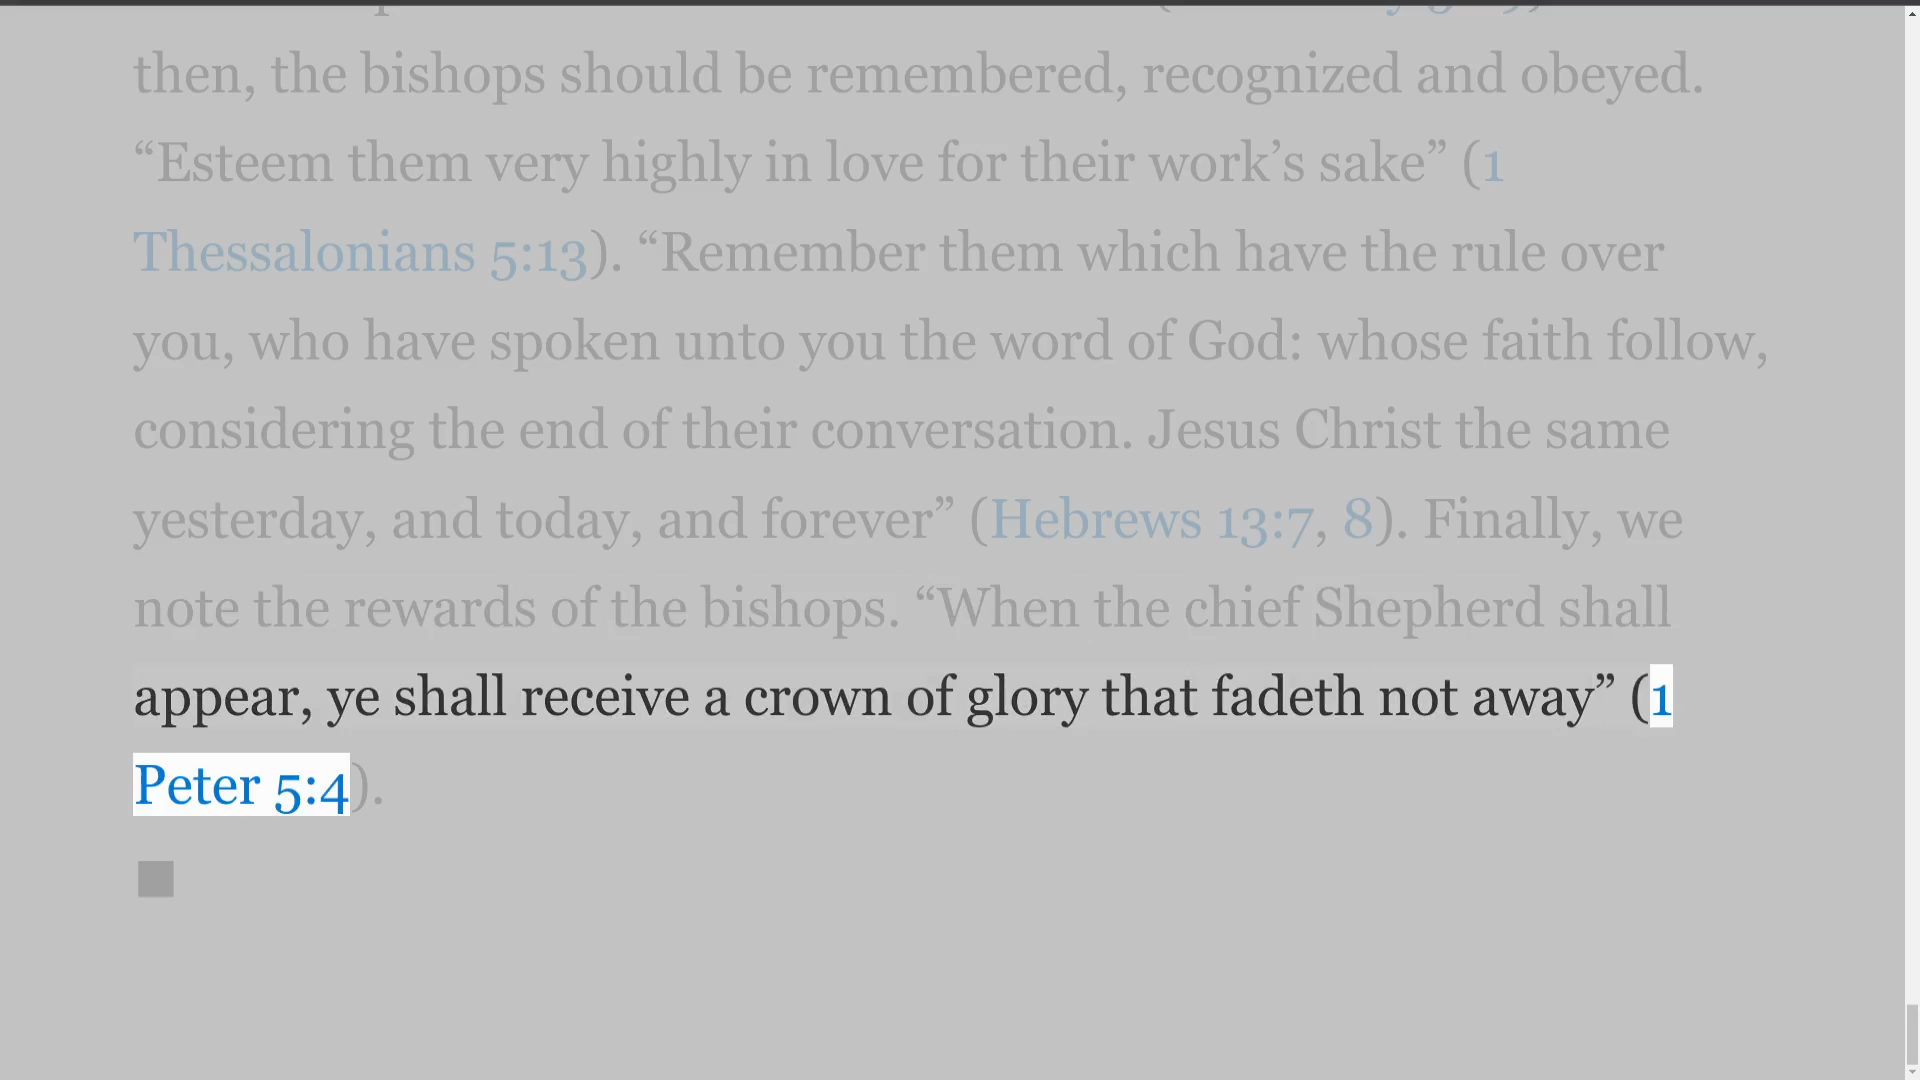 then, the bishops should be remembered, recognized and obeyed.
“Esteem them very highly in love for their work’s sake” (1
Thessalonians 5:13). “Remember them which have the rule over
you, who have spoken unto you the word of God: whose faith follow,
considering the end of their conversation. Jesus Christ the same
yesterday, and today, and forever” (Hebrews 13:7, 8). Finally, we
note the rewards of the bishops. “When the chief Shepherd shall
appear, ye shall receive a crown of glory that fadeth not away” (1
Peter 5:4).